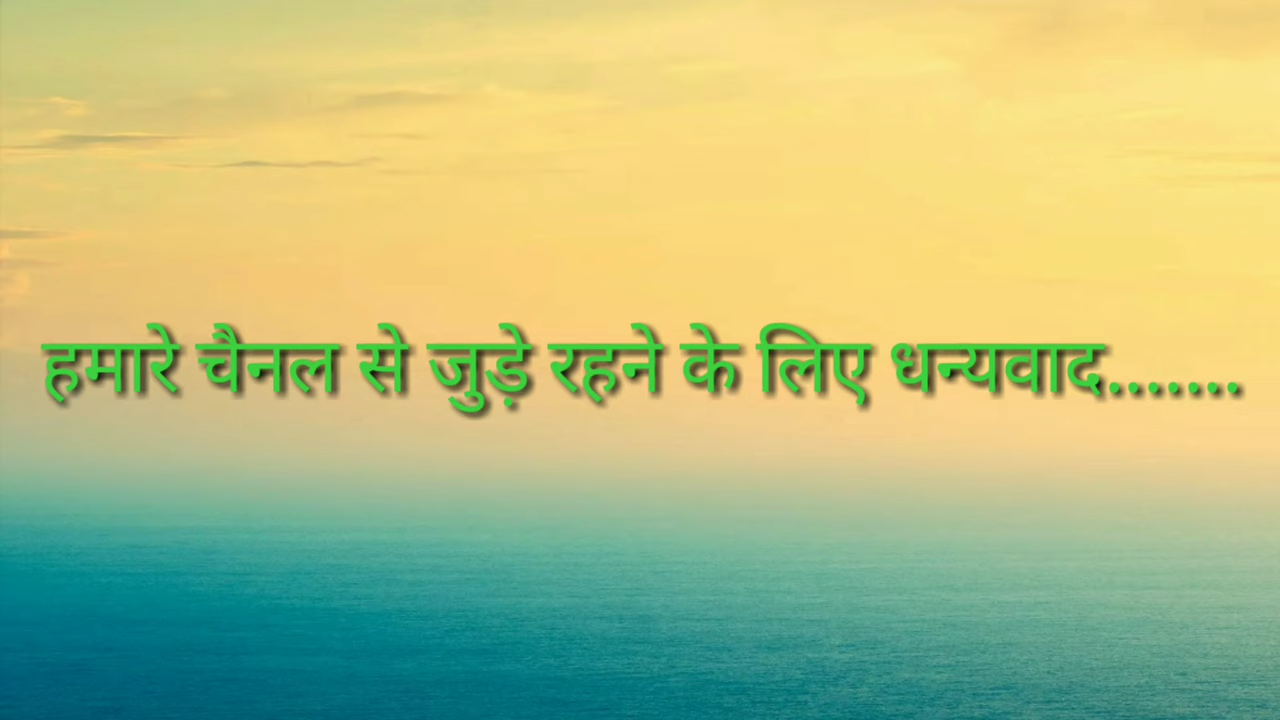 हमारे चैनल से जुड़े रहने के लिए धन्यवाद.......